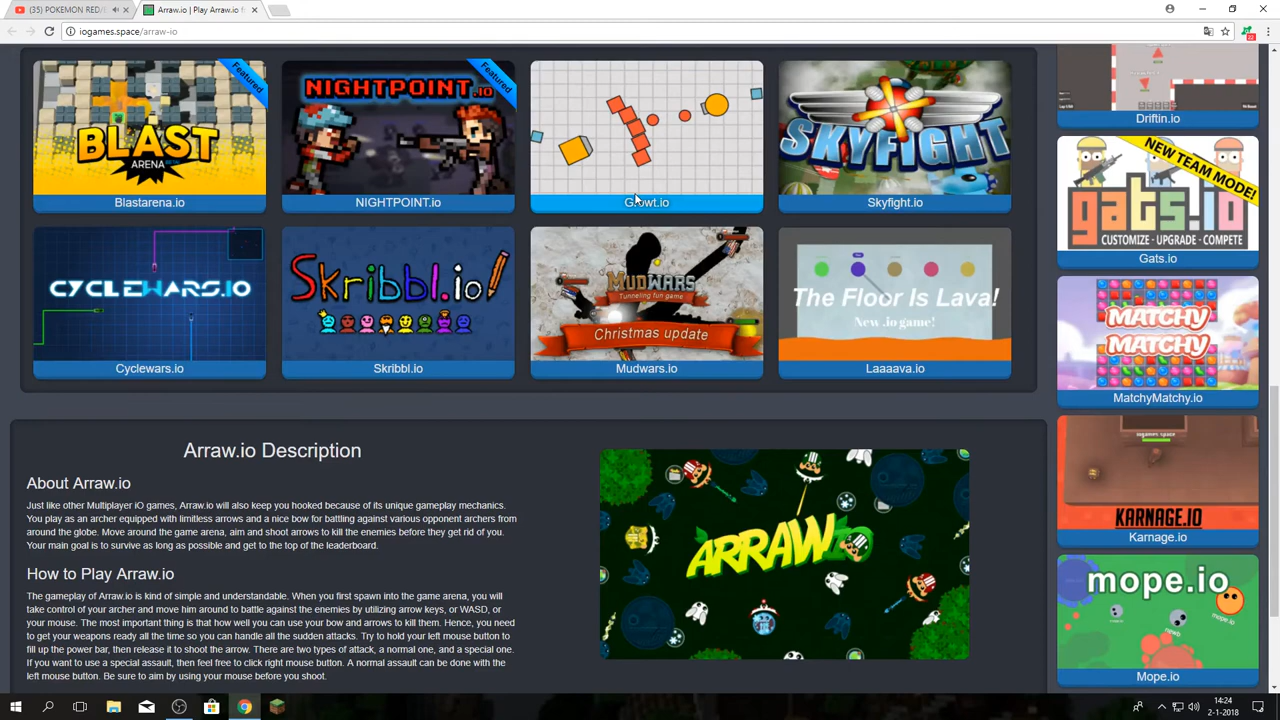 (35) POKEMON RED/B
Arraw.io | Play Arraw.io f
iogames.space/arraw-io
22
Featured
BLAST
ARENA BETA
Blastarena.io
Featured
NIGHTPOINT.IO
NIGHTPOINT.io
Growt.io
SKYFIGHT
Skyfight.io
Driftin.io
NEW TEAM MODE!
gats.io
CUSTOMIZE - UPGRADE - COMPETE
Gats.io
CYCLEWARS.IO
Cyclewars.io
Skribbl.io
Skribbl.io
MUDWARS
Tunneling fun game
Christmas update
Mudwars.io
The Floor Is Lava!
New .io game!
Laaaava.io
MATCHY
MATCHY
MatchyMatchy.io
iogames.space
KARNAGE.IO
Karnage.io
mope.io
newb
mope.io
Mope.io
Arraw.io Description
About Arraw.io
Just like other Multiplayer iO games, Arraw.io will also keep you hooked because of its unique gameplay mechanics.
You play as an archer equipped with limitless arrows and a nice bow for battling against various opponent archers from
around the globe. Move around the game arena, aim and shoot arrows to kill the enemies before they get rid of you.
Your main goal is to survive as long as possible and get to the top of the leaderboard.
How to Play Arraw.io
The gameplay of Arraw.io is kind of simple and understandable. When you first spawn into the game arena, you will
take control of your archer and move him around to battle against the enemies by utilizing arrow keys, or WASD, or
your mouse. The most important thing is that how well you can use your bow and arrows to kill them. Hence, you need
to get your weapons ready all the time so you can handle all the sudden attacks. Try to hold your left mouse button to
fill up the power bar, then release it to shoot the arrow. There are two types of attack, a normal one, and a special one.
If you want to use a special assault, then feel free to click right mouse button. A normal assault can be done with the
left mouse button. Be sure to aim by using your mouse before you shoot.
ARRAW.IO
14:24
2-1-2018